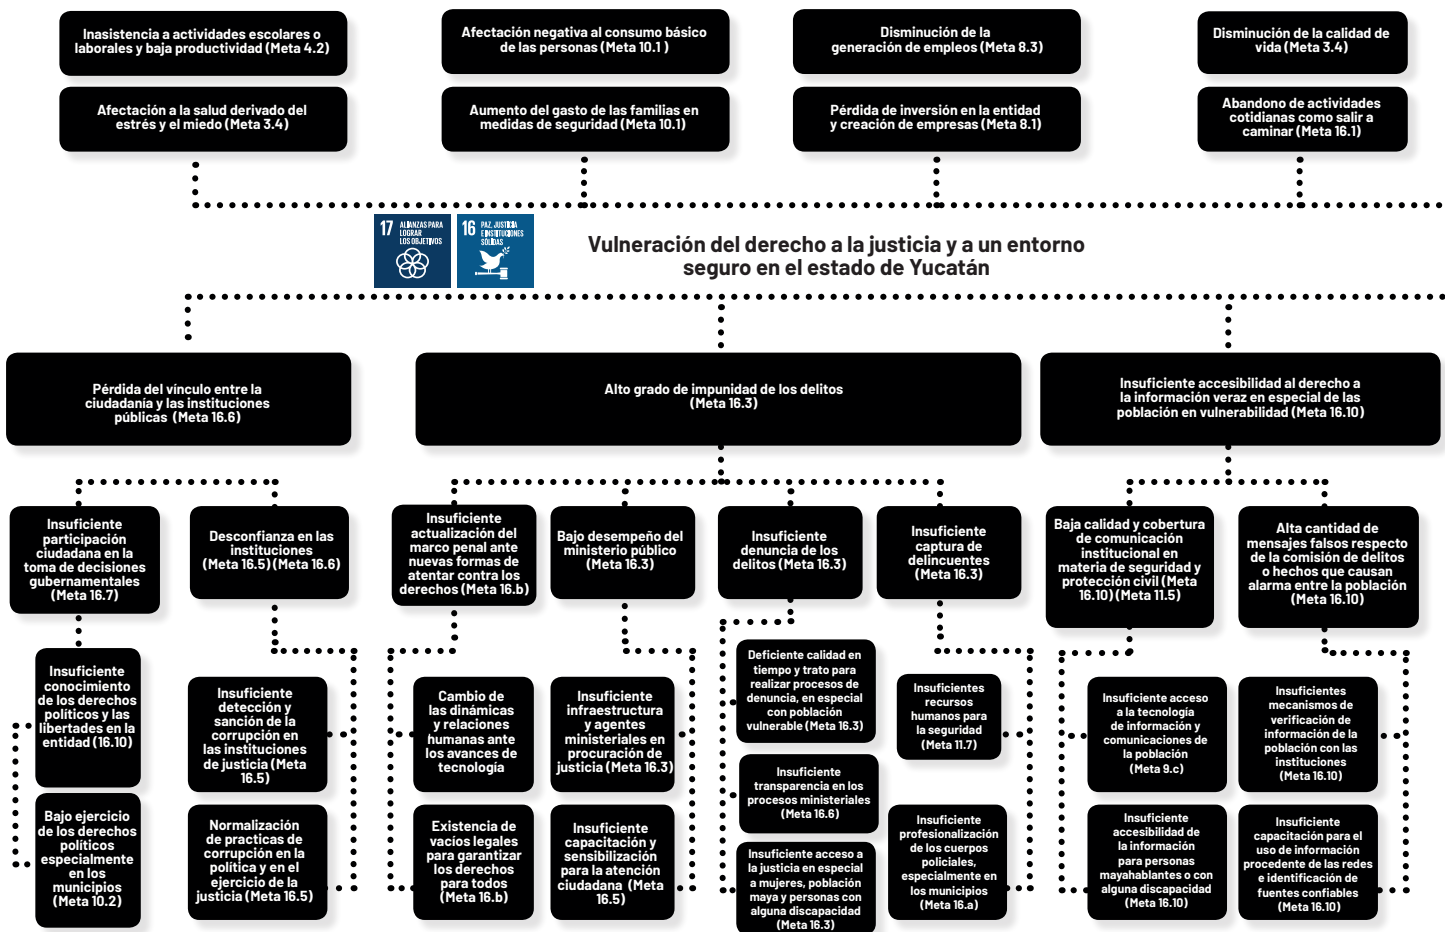 Inasistencia a actividades escolares o
laborales y baja productividad (Meta 4.2)
Afectación negativa al consumo básico
de las personas (Meta 10.1 )
Disminución de la
generación de empleos (Meta 8.3)
Disminución de la calidad de
vida (Meta 3.4)
Afectación a la salud derivado del
estrés y el miedo (Meta 3.4)
Aumento del gasto de las familias en
medidas de seguridad (Meta 10.1)
Pérdida de inversión en la entidad
y creación de empresas (Meta 8.1)
Abandono de actividades
cotidianas como salir a
caminar (Meta 16.1)
17 ALIANZAS PARA
LOGRAR
LOS OBJETIVOS
16 PAZ, JUSTICIA
E INSTITUCIONES
SÓLIDAS
Vulneración del derecho a la justicia y a un entorno
seguro en el estado de Yucatán
Pérdida del vínculo entre la
ciudadanía y las instituciones
públicas (Meta 16.6)
Alto grado de impunidad de los delitos
(Meta 16.3)
Insuficiente accesibilidad al derecho a
la información veraz en especial de las
población en vulnerabilidad (Meta 16.10)
Insuficiente
participación
ciudadana en la
toma de decisiones
gubernamentales
(Meta 16.7)
Desconfianza en las
instituciones
(Meta 16.5) (Meta 16.6)
Insuficiente
actualización del
marco penal ante
nuevas formas de
atentar contra los
derechos (Meta 16.b)
Bajo desempeño del
ministerio público
(Meta 16.3)
Insuficiente
denuncia de los
delitos (Meta 16.3)
Insuficiente
captura de
delincuentes
(Meta 16.3)
Baja calidad y cobertura
de comunicación
institucional en
materia de seguridad y
protección civil (Meta
16.10) (Meta 11.5)
Alta cantidad de
mensajes falsos respecto
de la comisión de delitos
o hechos que causan
alarma entre la población
(Meta 16.10)
Insuficiente
conocimiento
de los derechos
políticos y las
libertades en la
entidad (16.10)
Insuficiente
detección y
sanción de la
corrupción en
las instituciones
de justicia (Meta
16.5)
Cambio de
las dinámicas
y relaciones
humanas ante
los avances de
tecnología
Insuficiente
infraestructura
y agentes
ministeriales en
procuración de
justicia (Meta 16.3)
Deficiente calidad en
tiempo y trato para
realizar procesos de
denuncia, en especial
con población
vulnerable (Meta 16.3)
Insuficientes
recursos
humanos para
la seguridad
(Meta 11.7)
Insuficiente acceso
a la tecnología
de información y
comunicaciones de
la población
(Meta 9.c)
Insuficientes
mecanismos de
verificación de
información de la
población con las
instituciones
(Meta 16.10)
Insuficiente
transparencia en los
procesos ministeriales
(Meta 16.6)
Bajo ejercicio
de los derechos
políticos
especialmente
en los
municipios
(Meta 10.2)
Normalización
de practicas de
corrupción en la
política y en el
ejercicio de la
justicia (Meta 16.5)
Existencia de
vacíos legales
para garantizar
los derechos
para todos
(Meta 16.b)
Insuficiente
capacitación y
sensibilización
para la atención
ciudadana (Meta
16.5)
Insuficiente acceso a
la justicia en especial
a mujeres, población
maya y personas con
alguna discapacidad
(Meta 16.3)
Insuficiente
profesionalización
de los cuerpos
policiales,
especialmente en
los municipios
(Meta 16.a)
Insuficiente
accesibilidad de
la información
para personas
mayahablantes o con
alguna discapacidad
(Meta 16.10)
Insuficiente
capacitación para el
uso de información
procedente de las redes
e identificación de
fuentes confiables
(Meta 16.10)